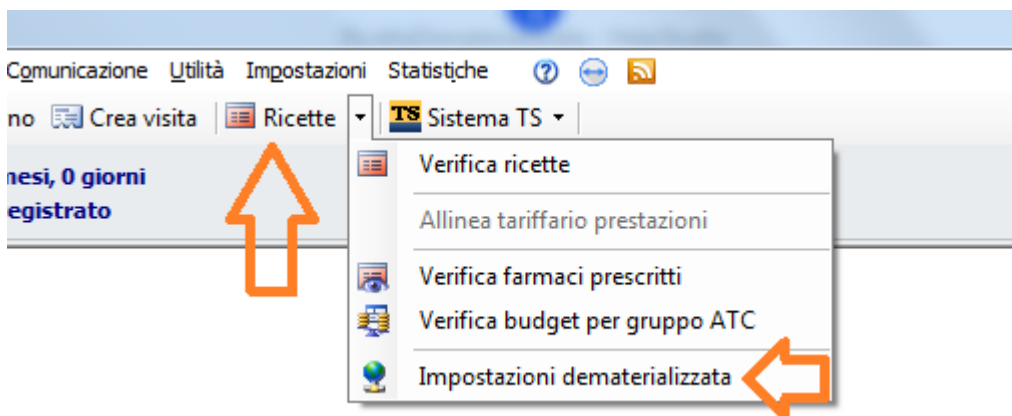 Comunicazione Utilità Impostazioni Statistiche ?
no Crea visita Ricette TS Sistema TS
nesi, 0 giorni
egistrato
Verifica ricette
Allinea tariffario prestazioni
Verifica farmaci prescritti
Verifica budget per gruppo ATC
Impostazioni dematerializzata